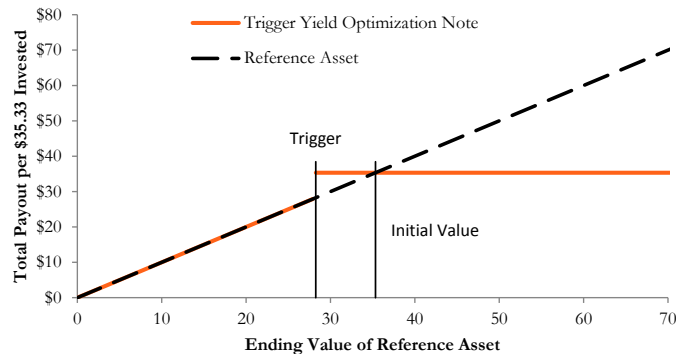 Trigger Yield Optimization Note
Reference Asset
Total Payout per $35.33 Invested
$80
$70
$60
$50
$40
$30
$20
$10
$0
Trigger
Initial Value
0 10 20 30 40 50 60 70
Ending Value of Reference Asset